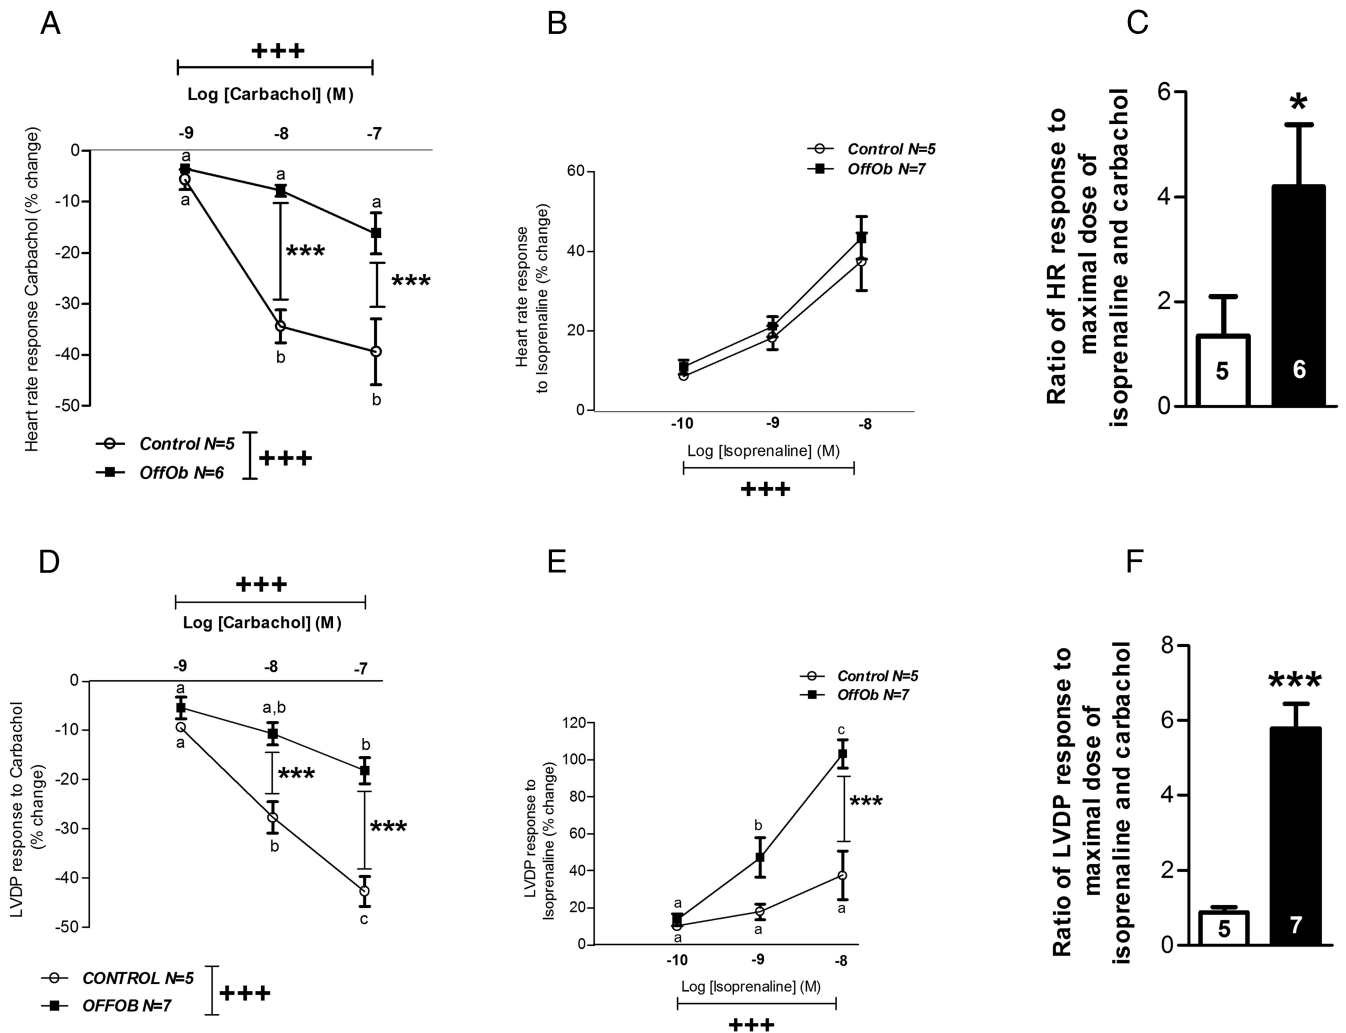 A
+++
Log [Carbachol] (M)
-9 -8 -7
Heart rate response Carbachol (% change)
0
-10
-20
-30
-40
-50
a
a
a
a
***
***
b
b
Control N=5
OffOb N=6
+++
B
Control N=5
OffOb N=7
Heart rate response
to Isoprenaline (% change)
60
40
20
0
-10 -9 -8
Log [Isoprenaline] (M)
+++
C
Ratio of HR response to
maximal dose of
isoprenaline and carbachol
6
4
2
0
*
5 6
D
+++
Log [Carbachol] (M)
-9 -8 -7
LVDP response to Carbachol
(% change)
0
-10
-20
-30
-40
-50
a
a,b
b
a
***
***
b
c
CONTROL N=5
OFFOB N=7
+++
E
Control N=5
OffOb N=7
LVDP response to
Isoprenaline (% change)
120
100
80
60
40
20
0
c
b
***
a
a
a
a
-10 -9 -8
Log [Isoprenaline] (M)
+++
F
Ratio of LVDP response to
maximal dose of
isoprenaline and carbachol
8
6
4
2
0
***
5 7